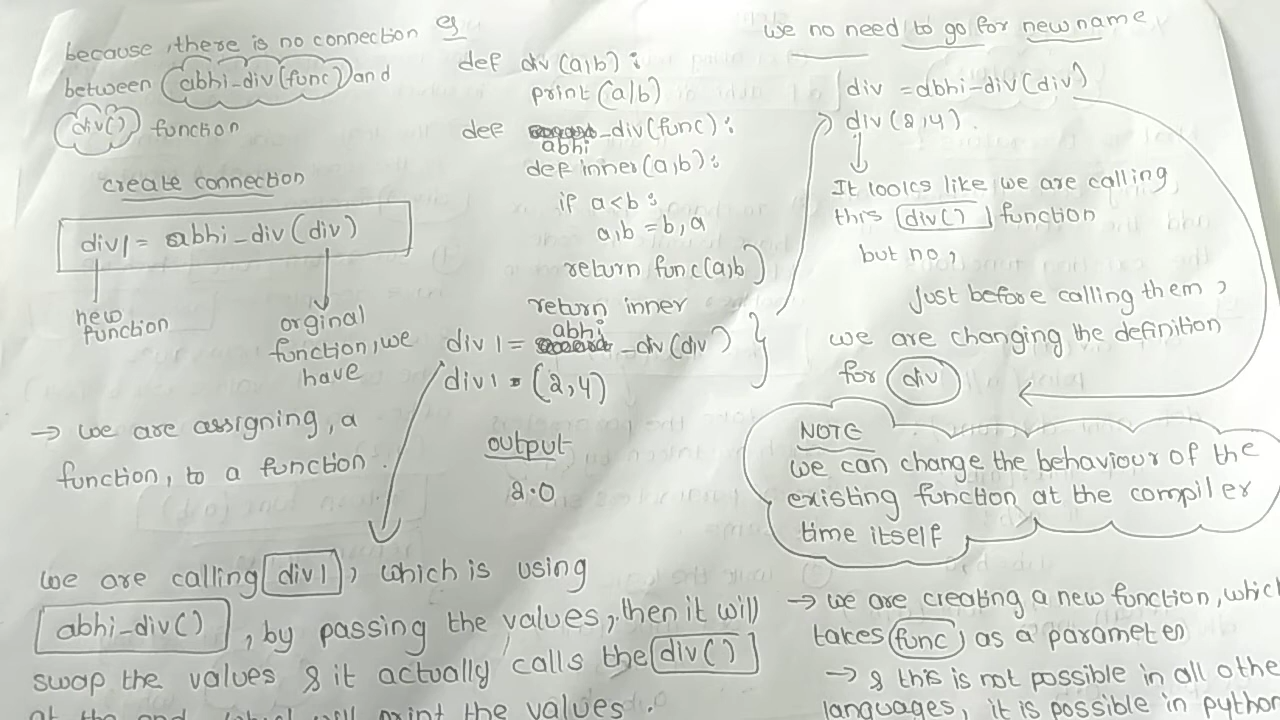 because, there is no connection
between abhi-div(func) and
div() function
create connection
div1 = abhi-div(div)
new function
orginal function, we have
→ we are assigning, a
function, to a function.
eg
def div(a,b):
print(a/b)
def abhi-div(func):
def inner(a,b):
if a<b:
a,b = b,a
return func(a,b)
return inner
div1 = abhi-div(div)
div1 = (2,4)
output
2.0
we are calling div1, which is using
abhi-div(), by passing the values, then it will
swap the values & it actually calls the div()
print the values.
we no need to go for new name
div = abhi-div(div)
div(2,4).
It looks like we are calling
this div() function
but no,
just before calling them,
we are changing the definition
for div
NOTE
we can change the behaviour of the
existing function at the compiler
time itself
→ we are creating a new function, which
takes func, as a parameter
→ & this is not possible in all othe
languages, it is possible in python